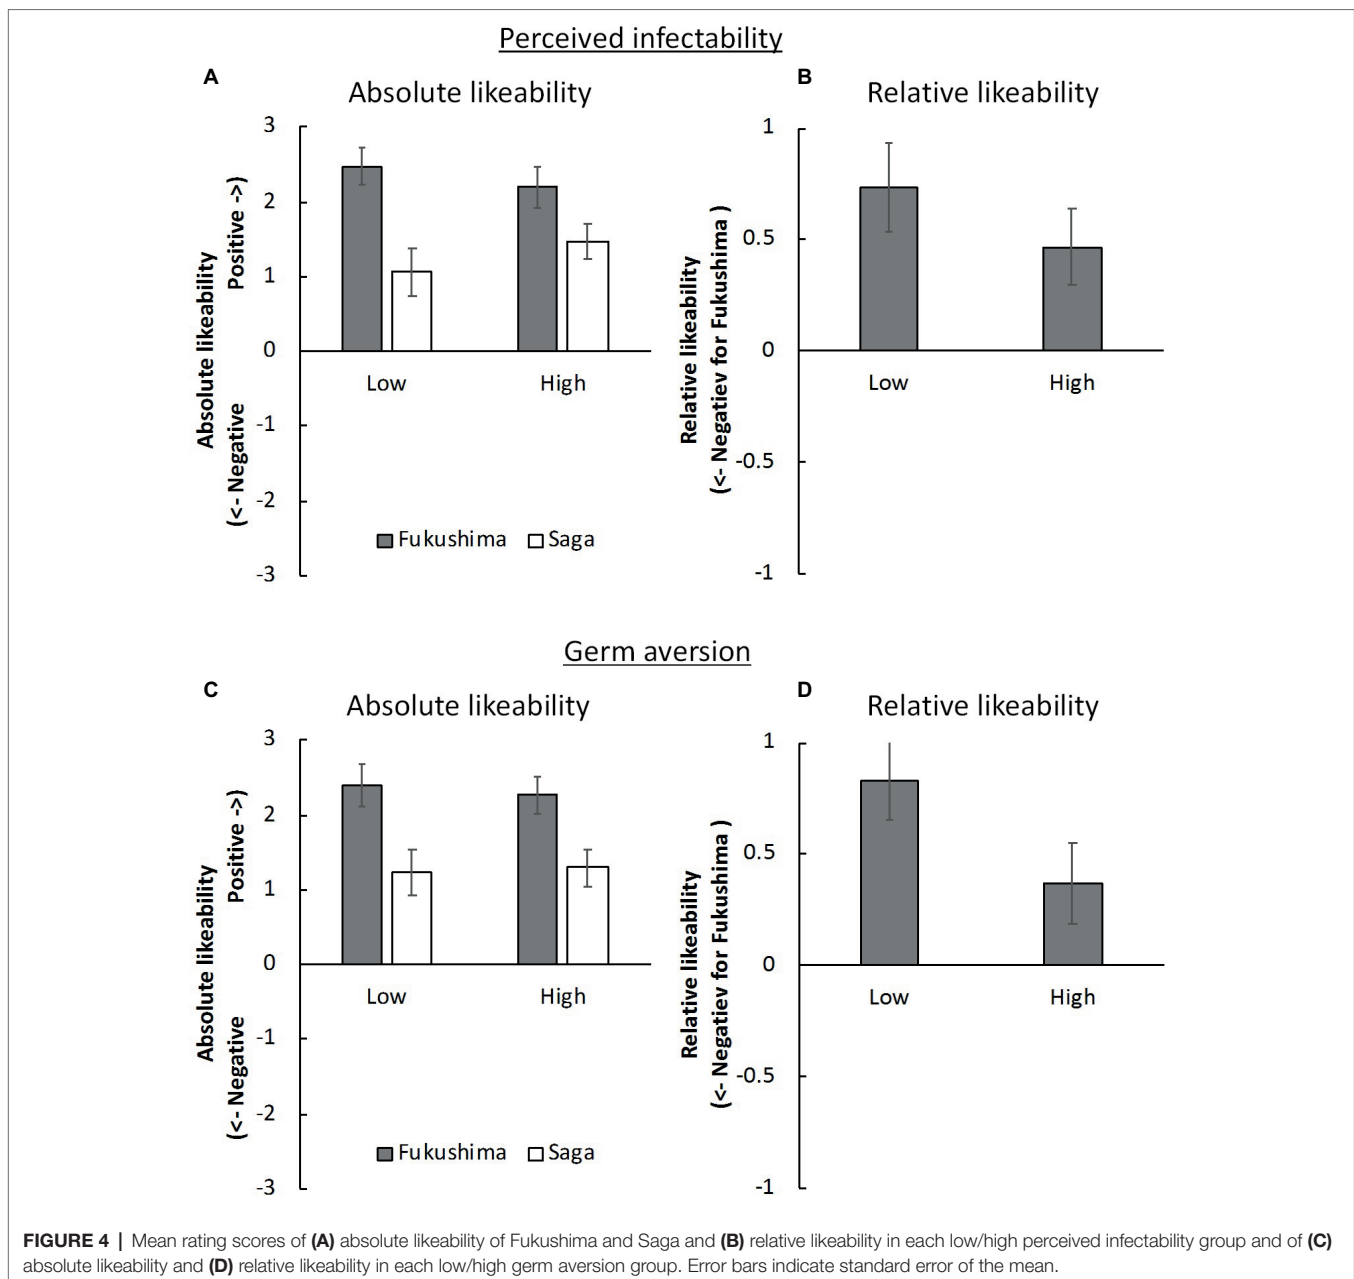 Perceived infectability
A
Absolute likeability
3
2
1
0
-1
-2
-3
Absolute likeability
(<- Negative Positive ->)
Low High
Fukushima Saga
B
Relative likeability
1
0.5
0
-0.5
-1
Relative likeability
(<- Negatiev for Fukushima )
Low High
Germ aversion
C
Absolute likeability
3
2
1
0
-1
-2
-3
Absolute likeability
(<- Negative Positive ->)
Low High
Fukushima Saga
D
Relative likeability
1
0.5
0
-0.5
-1
Relative likeability
(<- Negatiev for Fukushima )
Low High
FIGURE 4 | Mean rating scores of (A) absolute likeability of Fukushima and Saga and (B) relative likeability in each low/high perceived infectability group and of (C)
absolute likeability and (D) relative likeability in each low/high germ aversion group. Error bars indicate standard error of the mean.